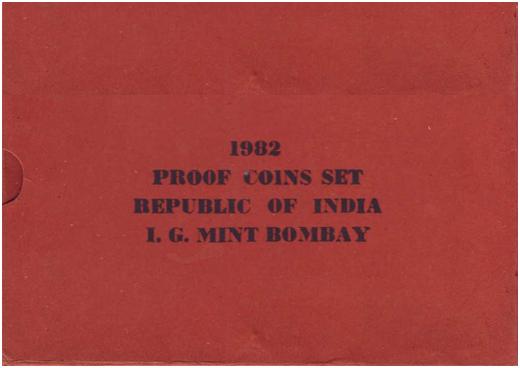 1982
PROOF COINS SET
REPUBLIC OF INDIA
I. G. MINT BOMBAY